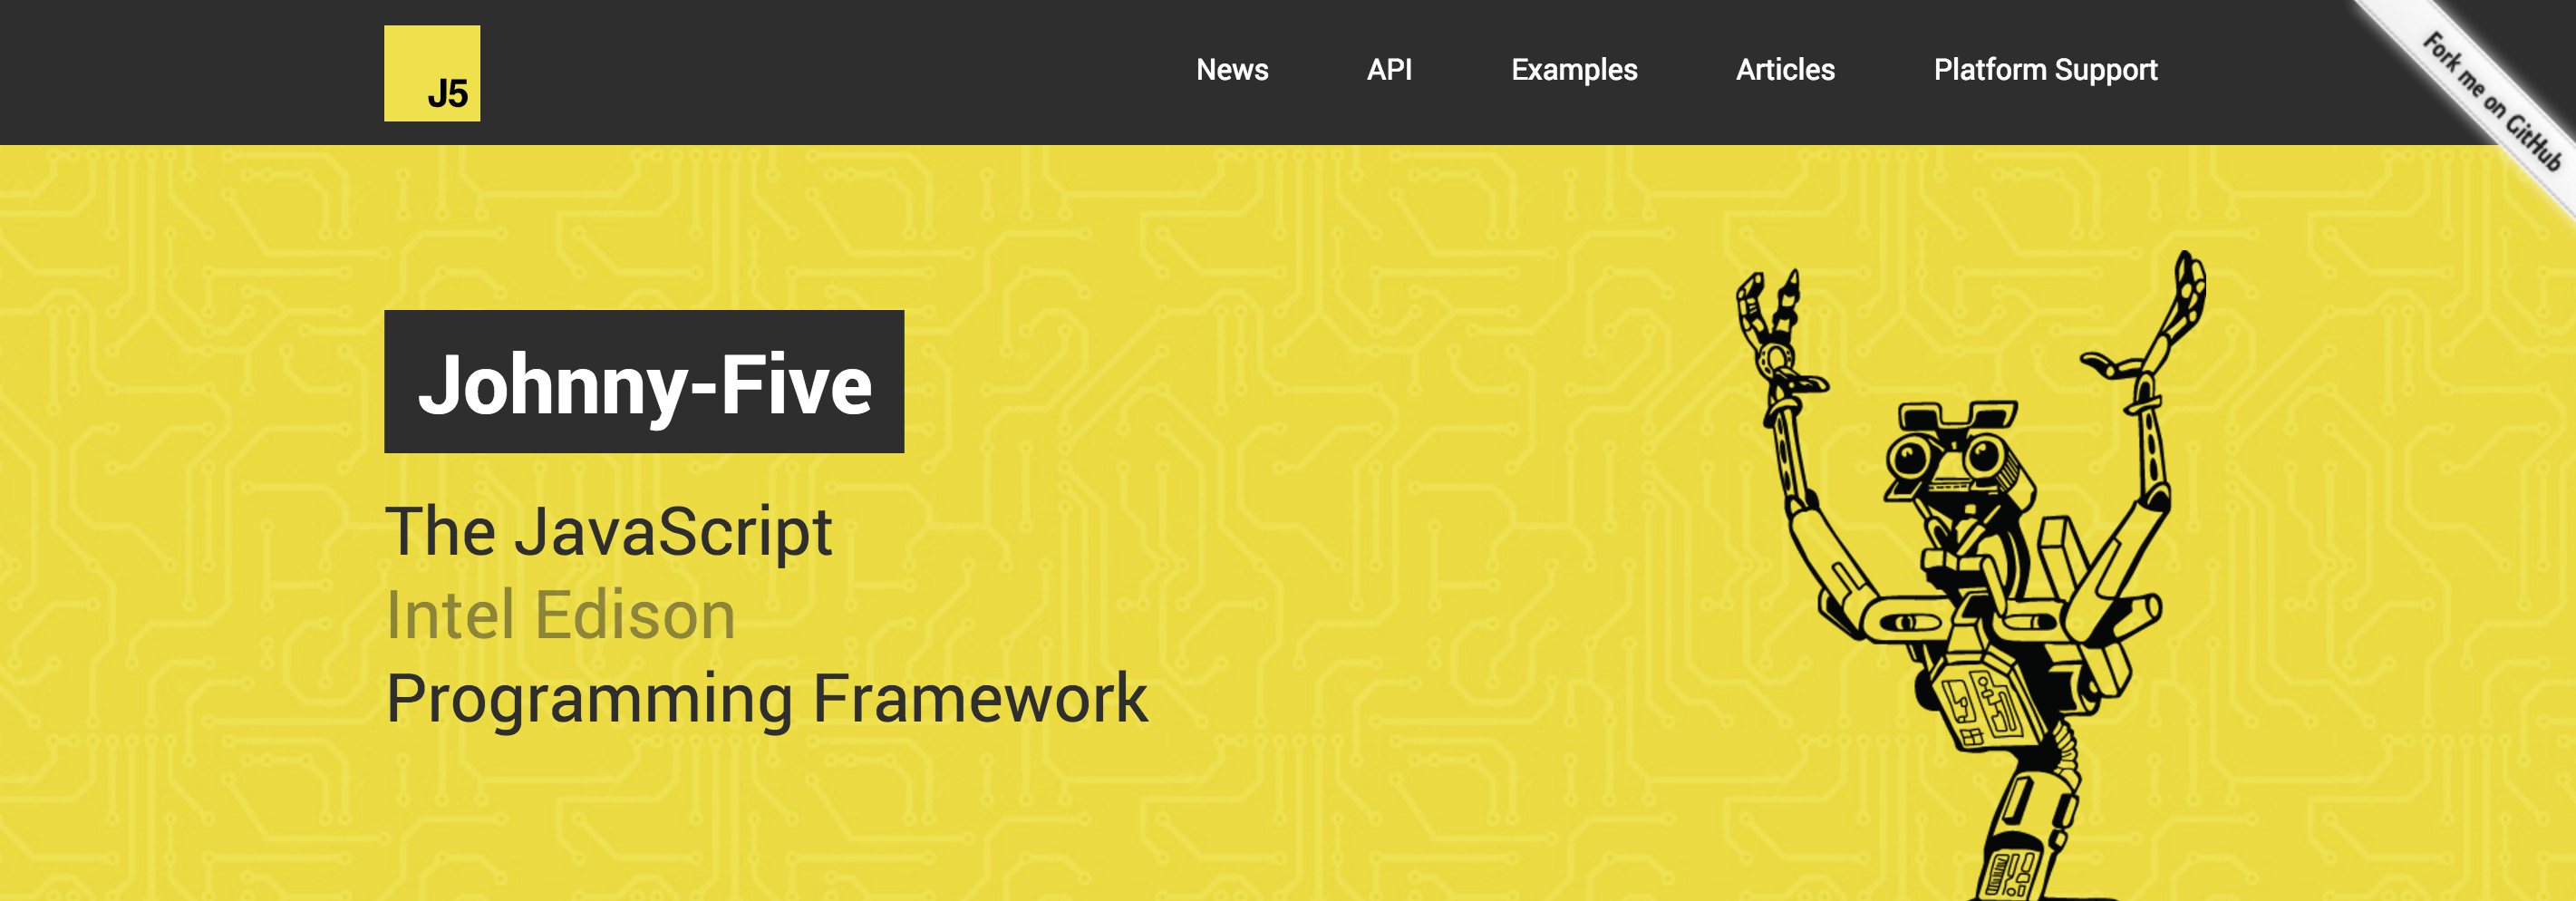 J5
News
API
Examples
Articles
Platform Support
Fork me on GitHub
Johnny-Five
The JavaScript
Intel Edison
Programming Framework